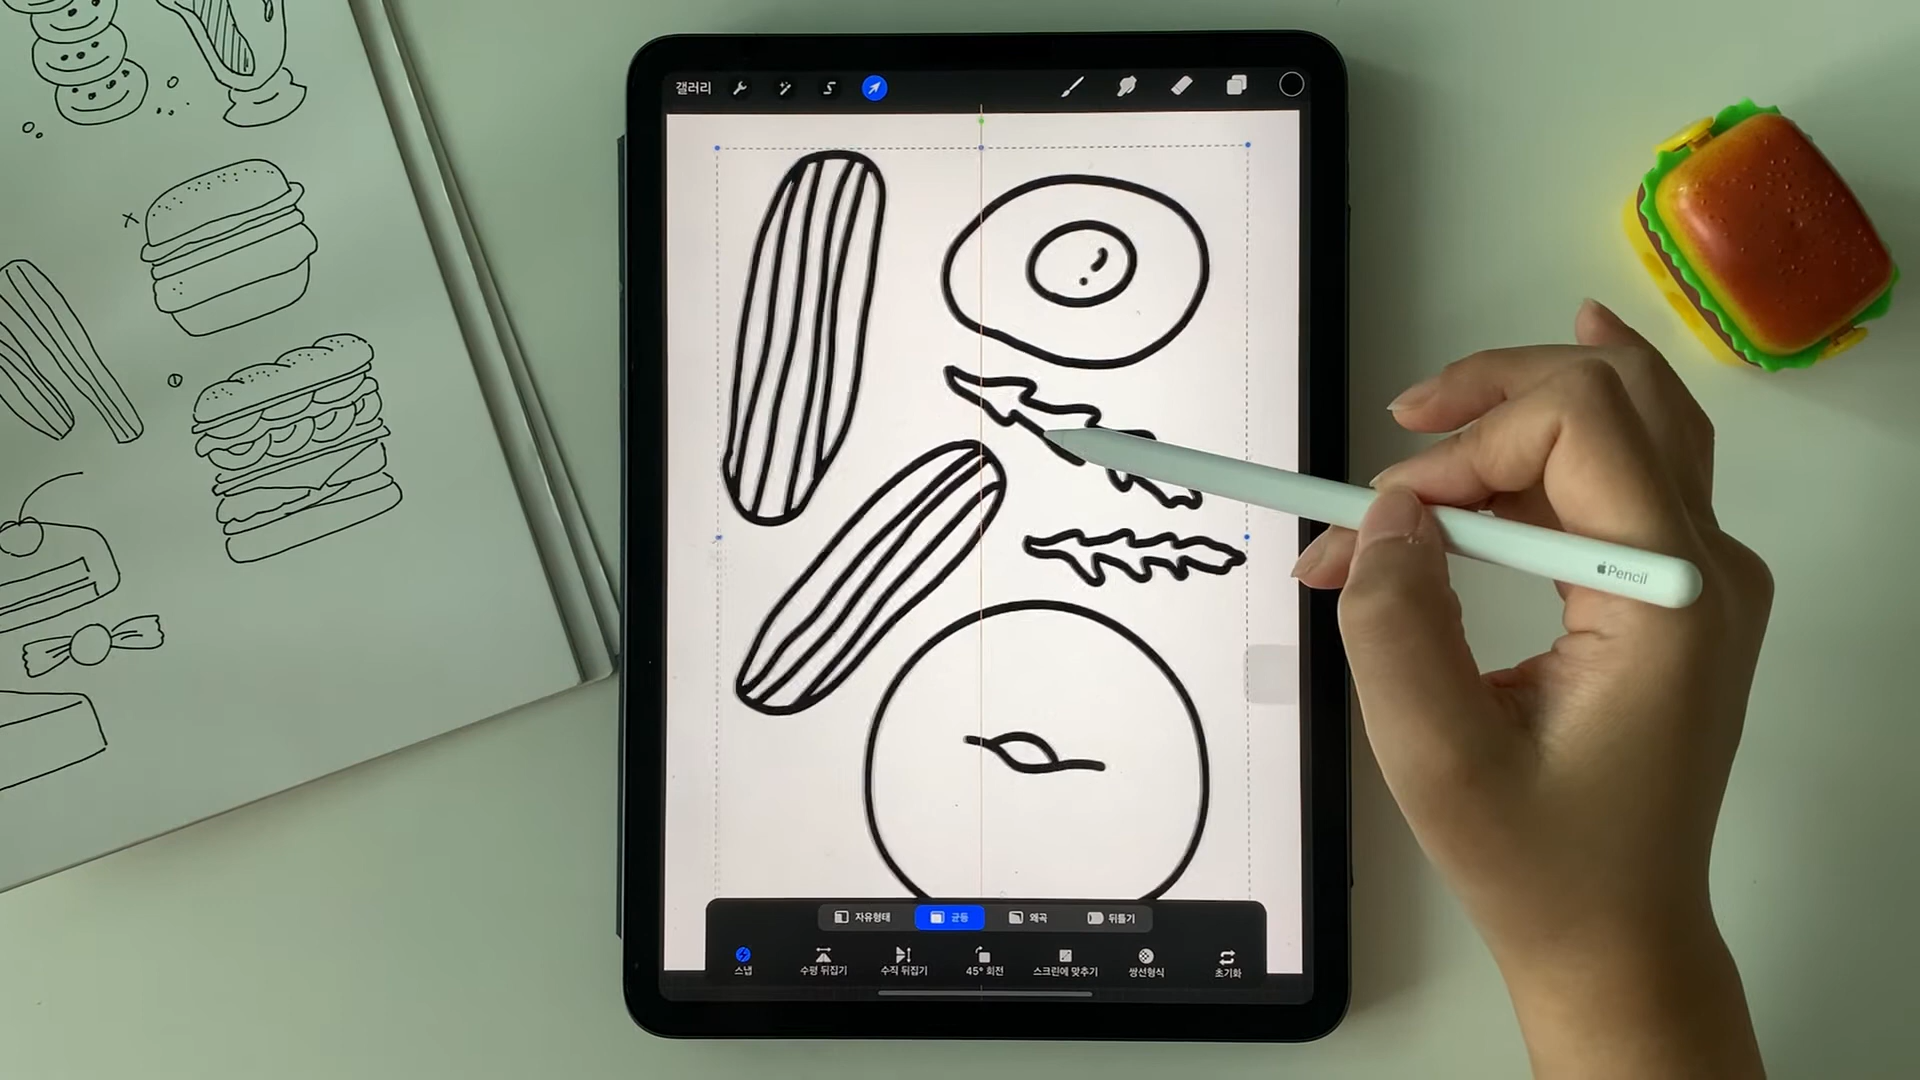 갤러리
Pencil
자유형태 균등 왜곡 뒤틀기
스냅 수평 뒤집기 수직 뒤집기 45° 회전 스크린에 맞추기 쌍선형식 초기화